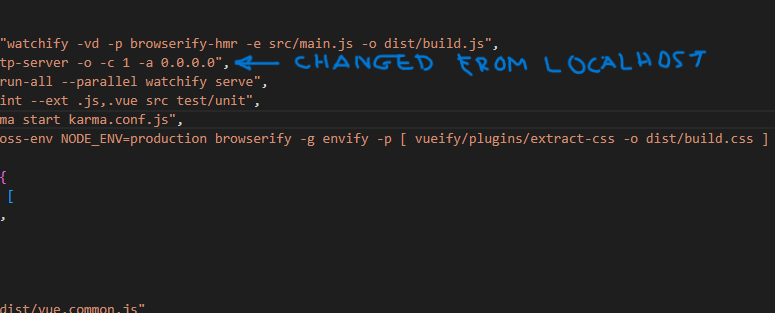 "watchify -vd -p browserify-hmr -e src/main.js -o dist/build.js",
tp-server -o -c 1 -a 0.0.0.0", CHANGED FROM LOCALHOST
run-all --parallel watchify serve",
int --ext .js,.vue src test/unit",
ma start karma.conf.js",
oss-env NODE_ENV=production browserify -g envify -p [ vueify/plugins/extract-css -o dist/build.css ]
{
[
,
dist/vue.common.js"